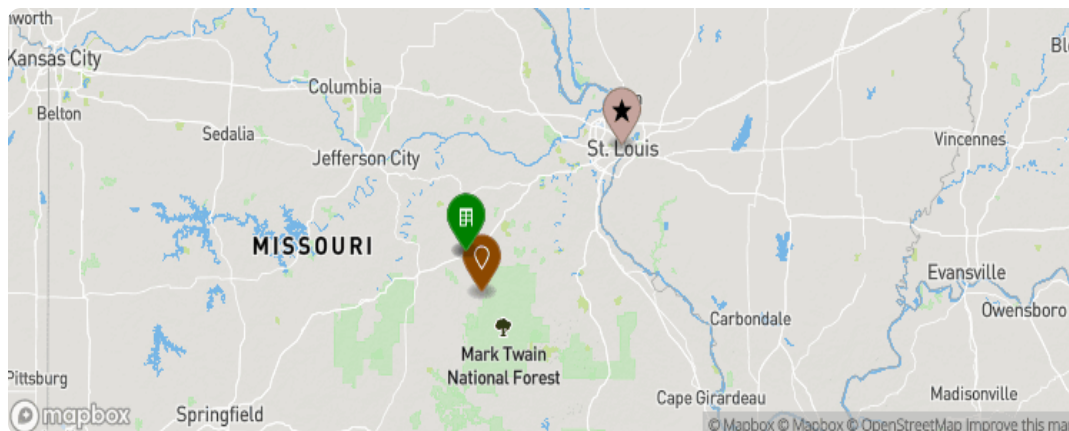 nworth
Kansas City
Belton
Columbia
Sedalia
Jefferson City
St. Louis
Vincennes
MISSOURI
Evansville
Owensboro
Carbondale
Mark Twain
National Forest
Pittsburg
Springfield
Cape Girardeau
Madisonville
mapbox
© Mapbox © Mapbox © OpenStreetMap Improve this ma